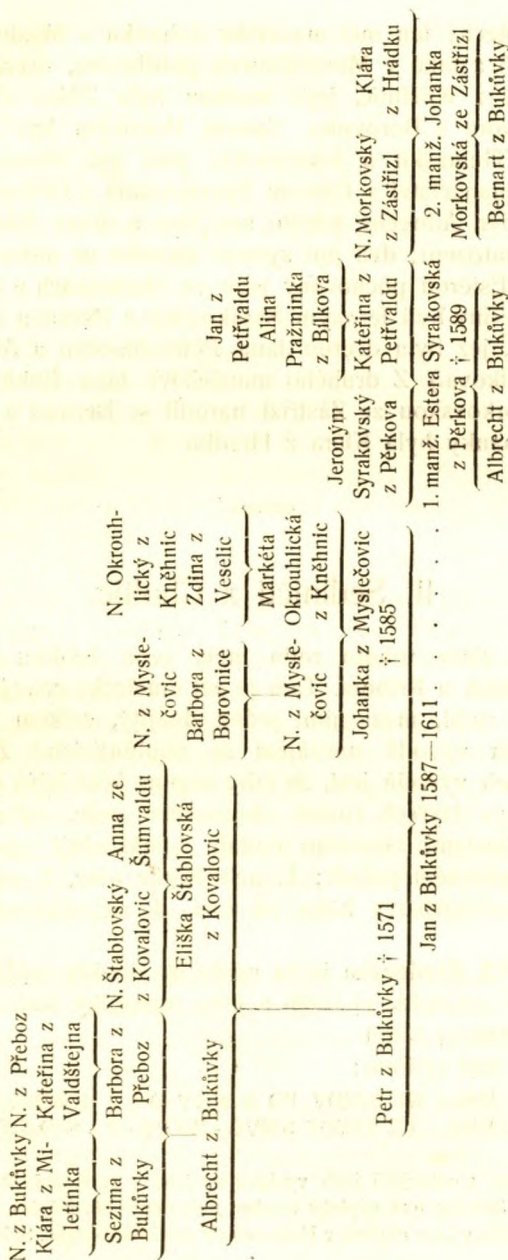 N. z Bukůvky N. z Přeboz
Klára z Mi- Kateřina z
letinka Valdštejna
Sezima z Barbora z
Bukůvky Přeboz
N. Štablovský Anna ze
z Kovalovic Šumvaldu
Albrecht z Bukůvky
Eliška Štablovská
z Kovalovic
N. z Mysle-
čovic
Barbora z
Borovnice
N. Okrouh-
lický z
Kněhnic
Zdina z
Veselic
N. z Mysle-
čovic
Markéta
Okrouhlická
z Kněhnic
Petr z Bukůvky † 1571
Johanka z Myslečovic
† 1585
Jan z
Petřvaldu
Alina
Pražminka
z Bílkova
Jeroným
Syrakovský
z Pěrkova
Kateřina z
Petřvaldu
N. Morkovský
z Zástřizl
Klára
z Hrádku
Jan z Bukůvky 1587—1611 . . . . .
1. manž. Estera Syrakovská
z Pěrkova † 1589
2. manž. Johanka
Morkovská ze Zástřizl
Albrecht z Bukůvky
Bernart z Bukůvky